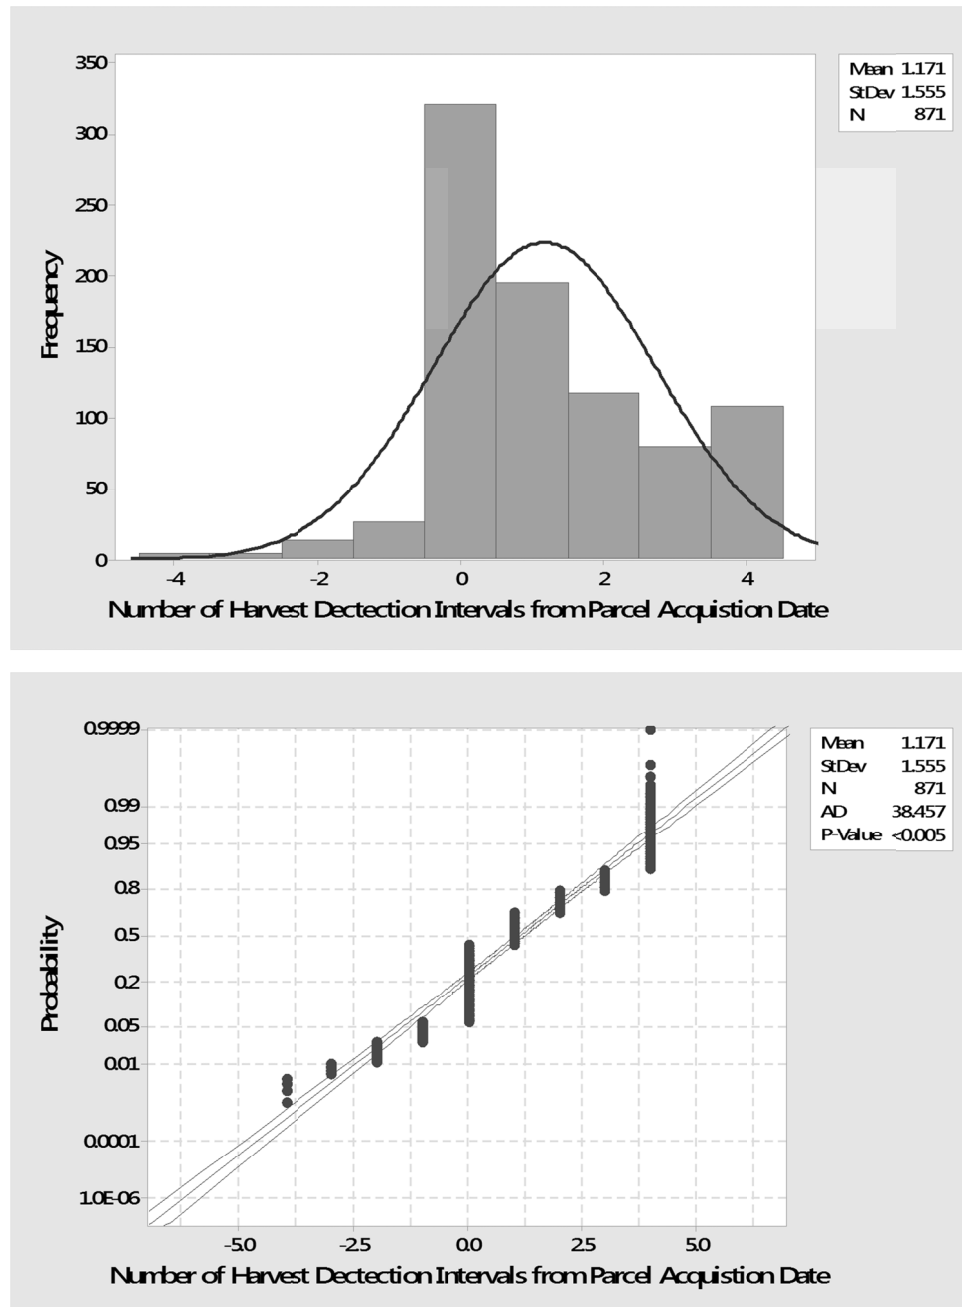 350
300
250
200
150
100
50
0
Frequency
-4 -2 0 2 4
Number of Harvest Dectection Intervals from Parcel Acquistion Date
Mean 1.171
StDev 1.555
N 871
0.9999
0.99
0.95
0.8
0.5
0.2
0.05
0.01
0.0001
1.0E-06
Probability
-5.0 -2.5 0.0 2.5 5.0
Number of Harvest Dectection Intervals from Parcel Acquistion Date
Mean 1.171
StDev 1.555
N 871
AD 38.457
P-Value <0.005